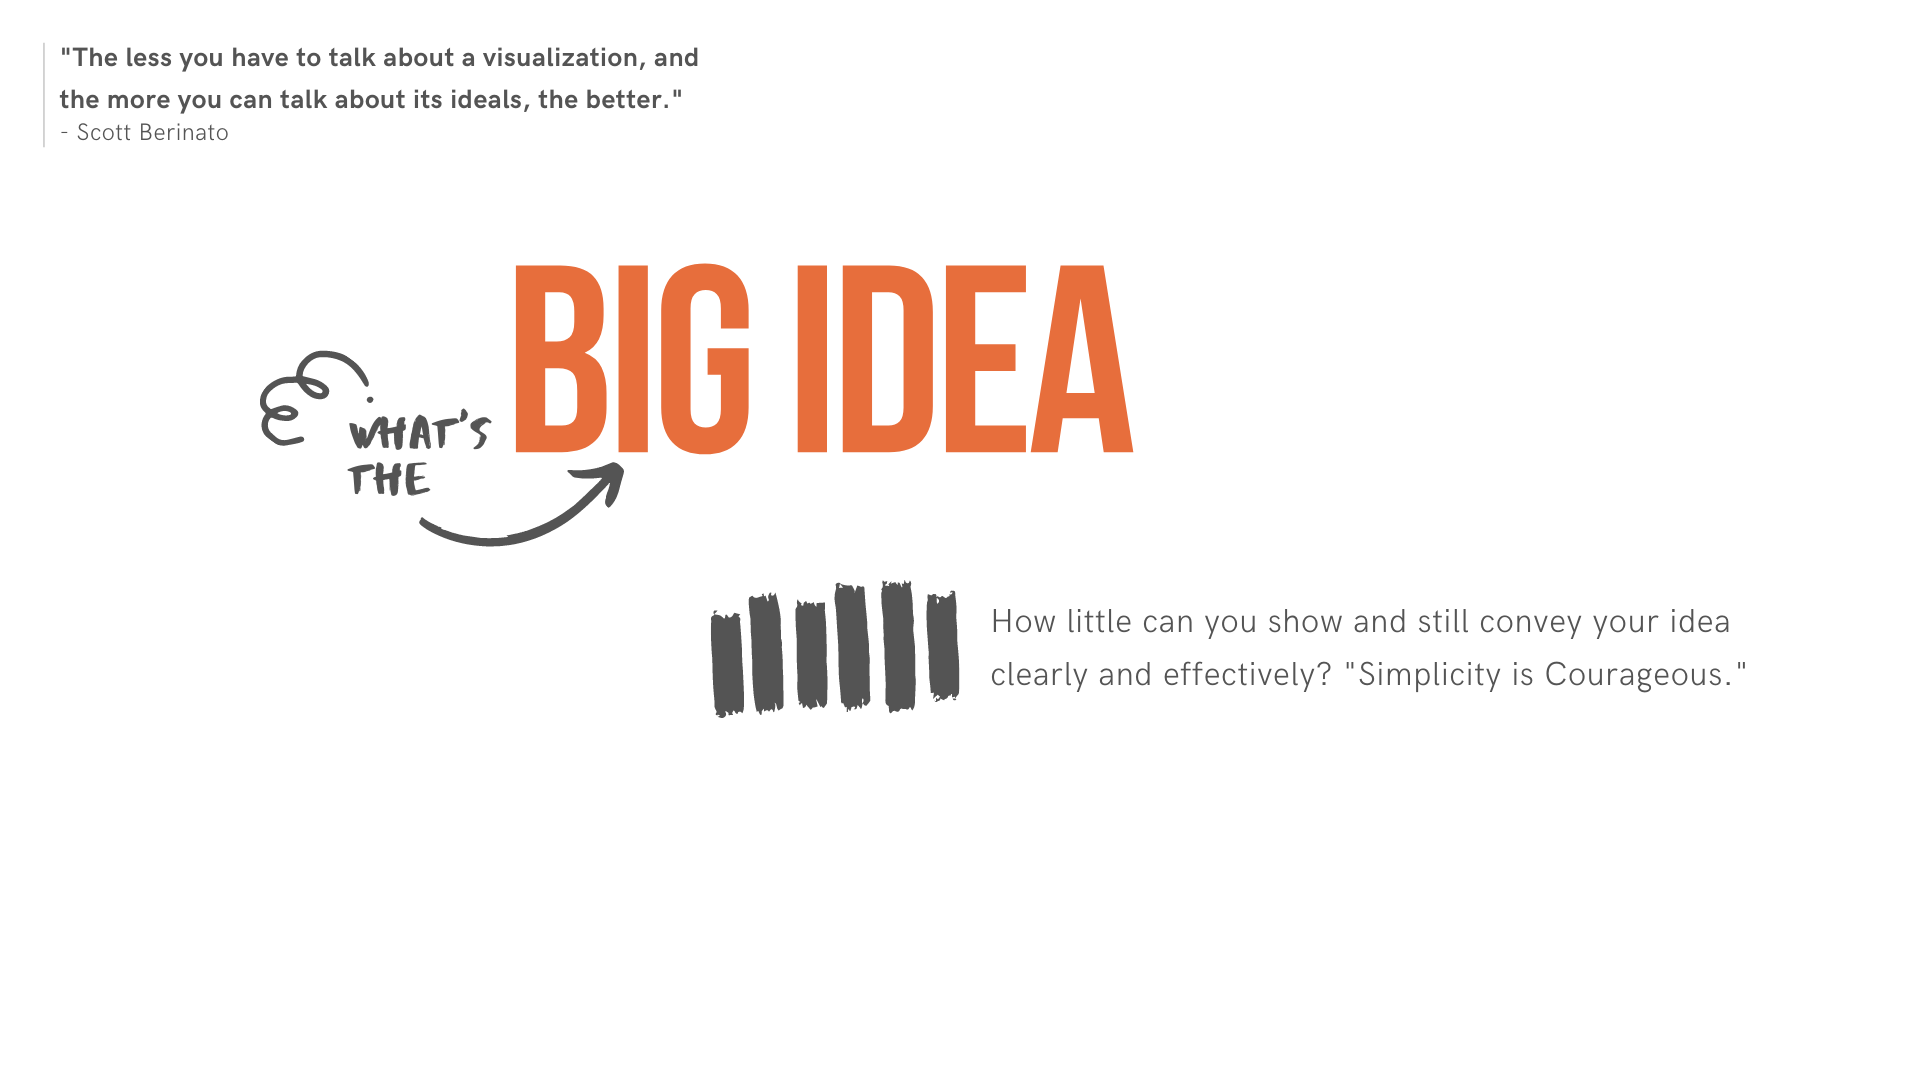 "The less you have to talk about a visualization, and
the more you can talk about its ideals, the better."
- Scott Berinato
WHAT'S
THE
BIG IDEA
How little can you show and still convey your idea
clearly and effectively? "Simplicity is Courageous."